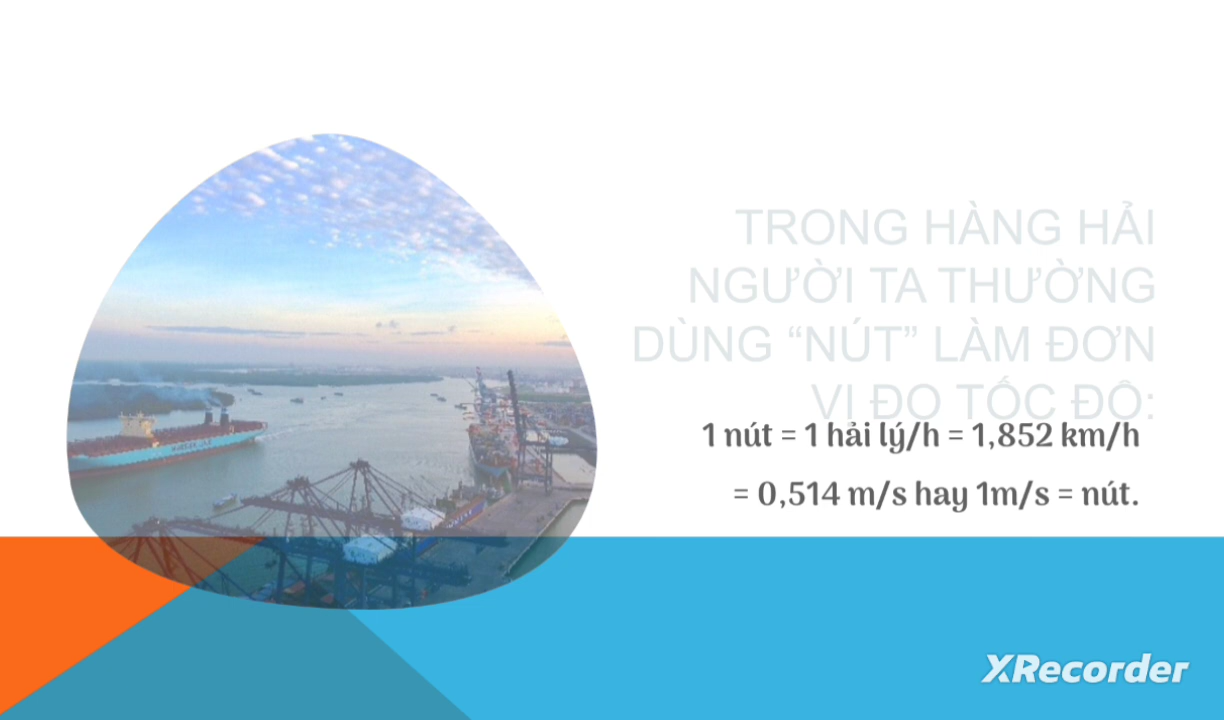 TRONG HÀNG HẢI
NGƯỜI TA THƯỜNG
DÙNG “NÚT” LÀM ĐƠN
VỊ ĐO TỐC ĐỘ:
1 nút = 1 hải lý/h = 1,852 km/h
= 0,514 m/s hay 1m/s = nút.
XRecorder